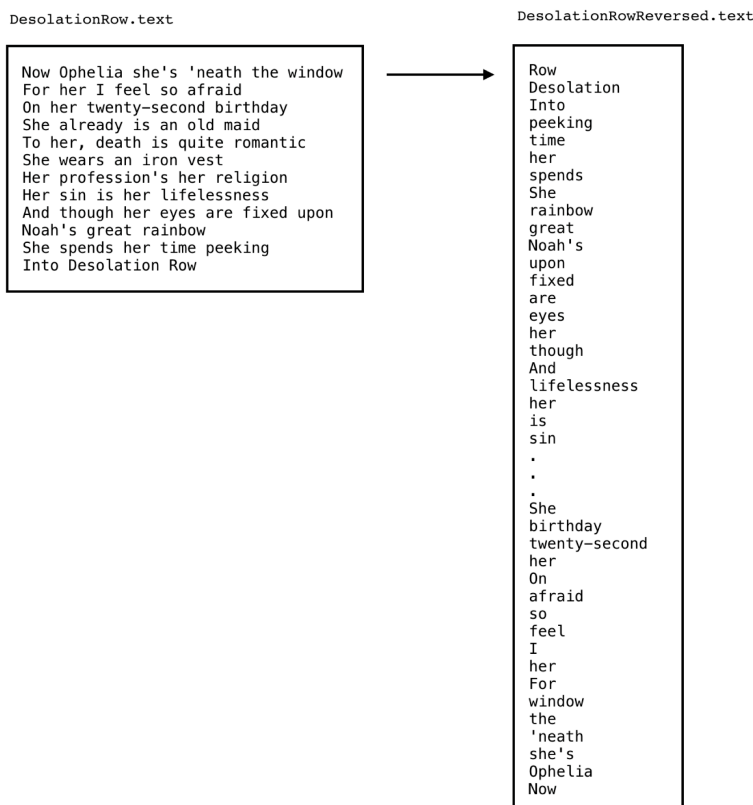 DesolationRow.text
Now Ophelia she's 'neath the window
For her I feel so afraid
On her twenty-second birthday
She already is an old maid
To her, death is quite romantic
She wears an iron vest
Her profession's her religion
Her sin is her lifelessness
And though her eyes are fixed upon
Noah's great rainbow
She spends her time peeking
Into Desolation Row
DesolationRowReversed.text
Row
Desolation
Into
peeking
time
her
spends
She
rainbow
great
Noah's
upon
fixed
are
eyes
her
though
And
lifelessness
her
is
sin
.
.
.
She
birthday
twenty-second
her
On
afraid
so
feel
I
her
For
window
the
'neath
she's
Ophelia
Now